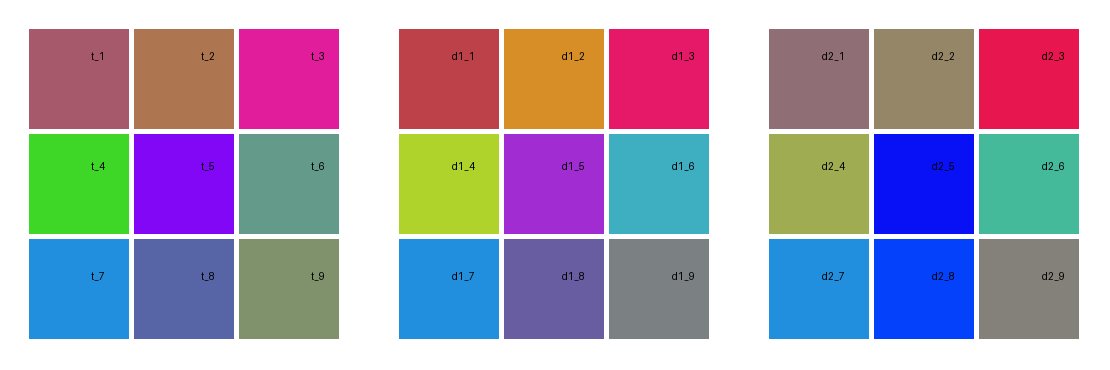 t_1 t_2 t_3 d1_1 d1_2 d1_3 d2_1 d2_2 d2_3
t_4 t_5 t_6 d1_4 d1_5 d1_6 d2_4 d2_5 d2_6
t_7 t_8 t_9 d1_7 d1_8 d1_9 d2_7 d2_8 d2_9